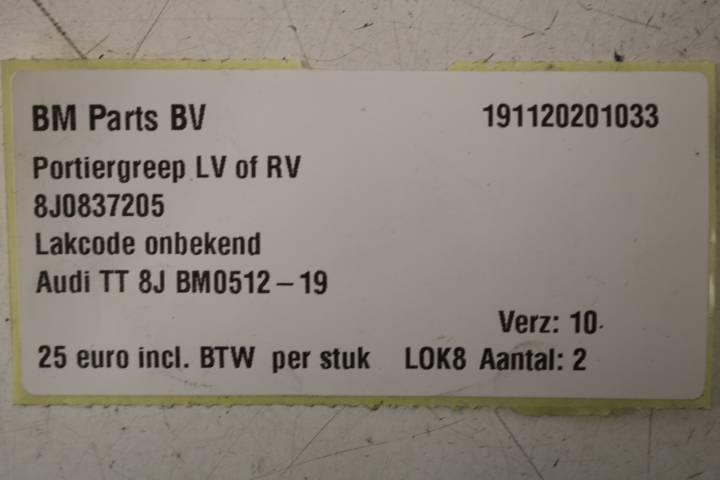 BM Parts BV 191120201033
Portiergreep LV of RV
8J0837205
Lakcode onbekend
Audi TT 8J BM0512-19
Verz: 10
25 euro incl. BTW per stuk LOK8 Aantal: 2